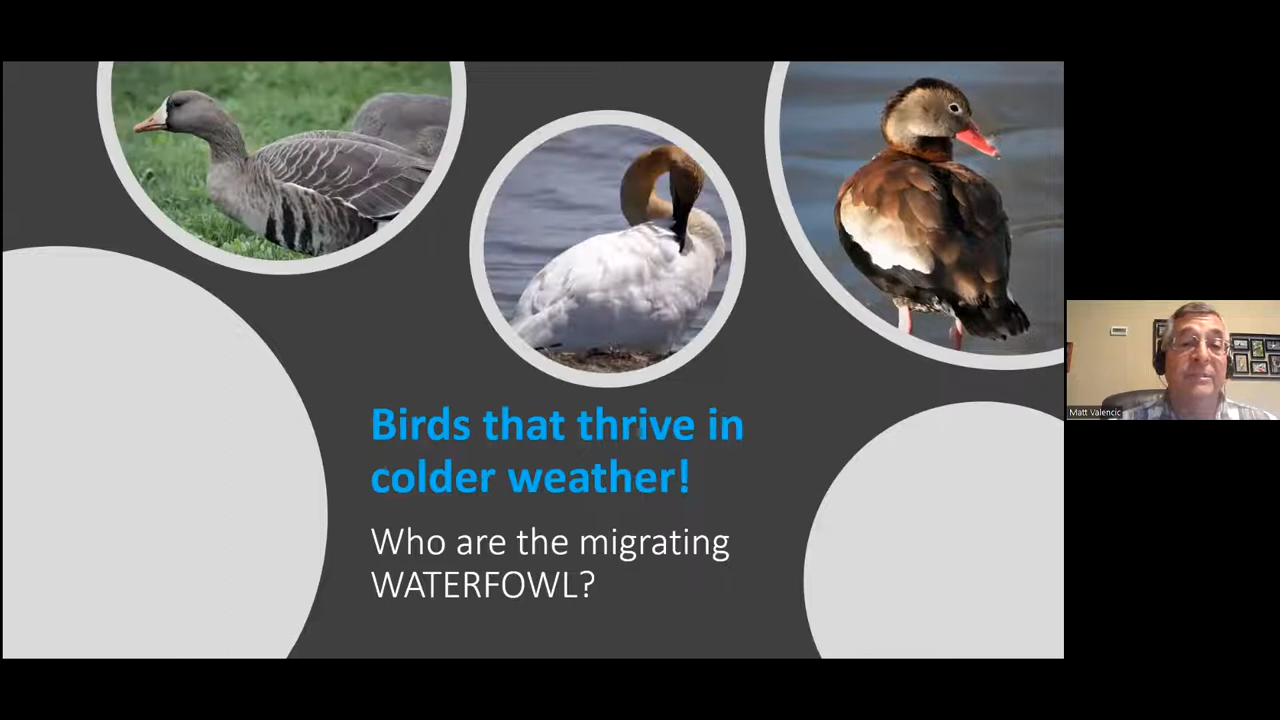 Birds that thrive in
colder weather!
Who are the migrating
WATERFOWL?
Matt Valencic